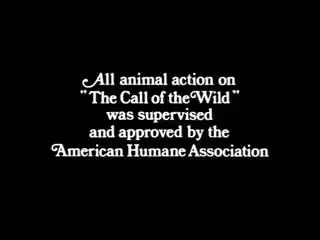 All animal action on
"The Call of the Wild"
was supervised
and approved by the
American Humane Association